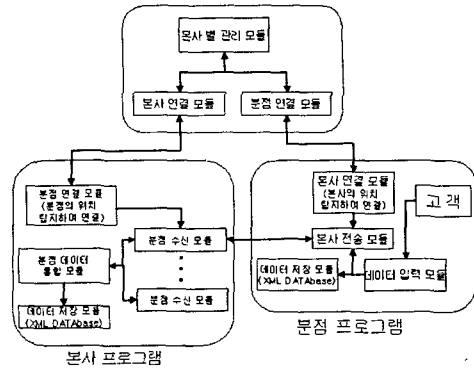 목사 별 관리 모듈
본사 연결 모듈
분점 연결 모듈
분점 연결 모듈
(분점의 위치
탐지하여 연결)
분점 수신 모듈
분점 데이터
통합 모듈
분점 수신 모듈
데이터 저장 모듈
(XML DATAbase)
본사 프로그램
본사 연결 모듈
(본사의 위치
탐지하여 연결)
고 객
본사 전송 모듈
데이터 저장 모듈
(XML DATAbase)
데이터 입력 모듈
분점 프로그램